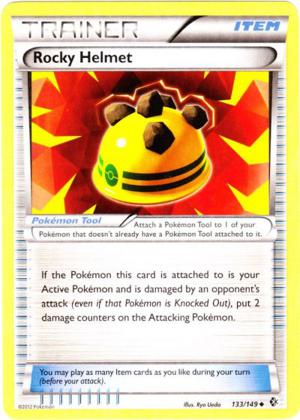 TRAINER ITEM
Rocky Helmet
Pokémon Tool
Attach a Pokémon Tool to 1 of your
Pokémon that doesn't already have a Pokémon Tool attached to it.
If the Pokémon this card is attached to is your
Active Pokémon and is damaged by an opponent's
attack (even if that Pokémon is Knocked Out), put 2
damage counters on the Attacking Pokémon.
You may play as many Item cards as you like during your turn
(before your attack).
©2012 Pokémon Illus. Ryo Ueda 133/149